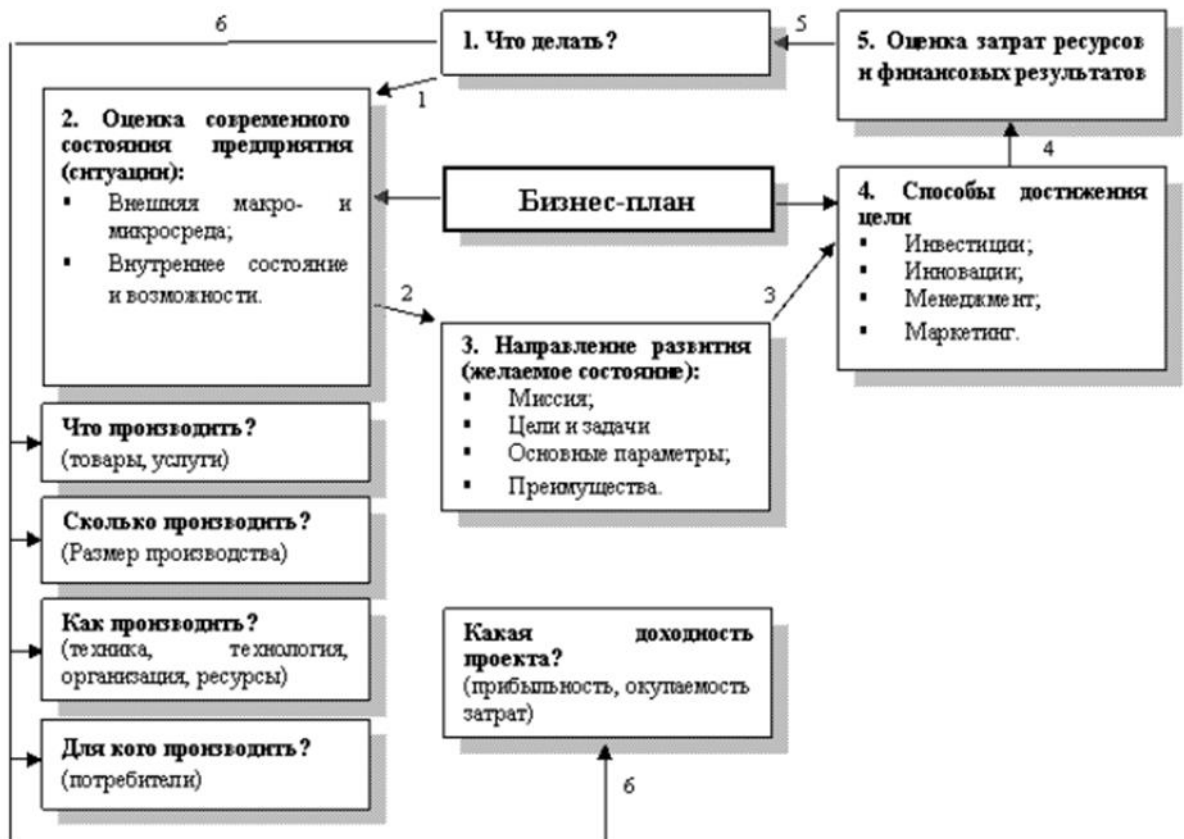 6
1. Что делать?
5
5. Оценка затрат ресурсов
и финансовых результатов
1
2. Оценка современного
состояния предприятия
(ситуации):
▪ Внешняя макро- и
микросреда;
▪ Внутреннее состояние
и возможности.
Бизнес-план
4
4. Способы достижения
цели
▪ Инвестиции;
▪ Инновации;
▪ Менеджмент;
▪ Маркетинг.
2
3
3. Направление развития
(желаемое состояние):
▪ Миссия;
▪ Цели и задачи
▪ Основные параметры;
▪ Преимущества.
Что производить?
(товары, услуги)
Сколько производить?
(Размер производства)
Как производить?
(техника, технология,
организация, ресурсы)
Для кого производить?
(потребители)
Какая доходность
проекта?
(прибыльность, окупаемость
затрат)
6